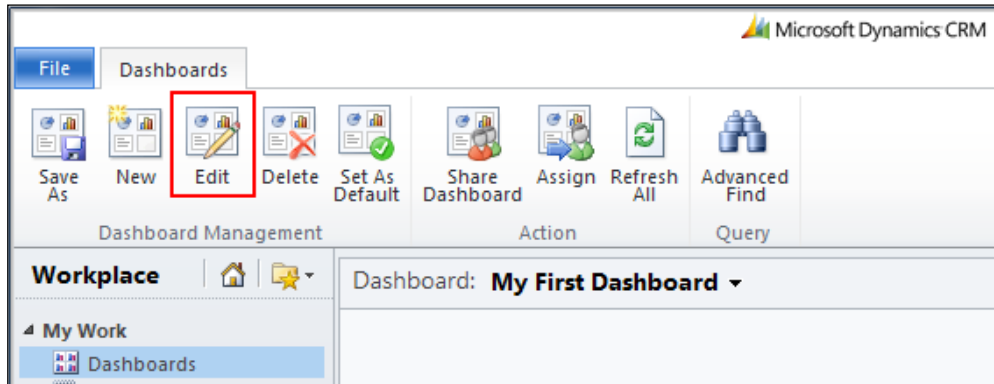 Microsoft Dynamics CRM
File Dashboards
Save As New Edit Delete Set As Default Share Dashboard Assign Refresh All Advanced Find
Dashboard Management Action Query
Workplace Dashboard: My First Dashboard
My Work
Dashboards